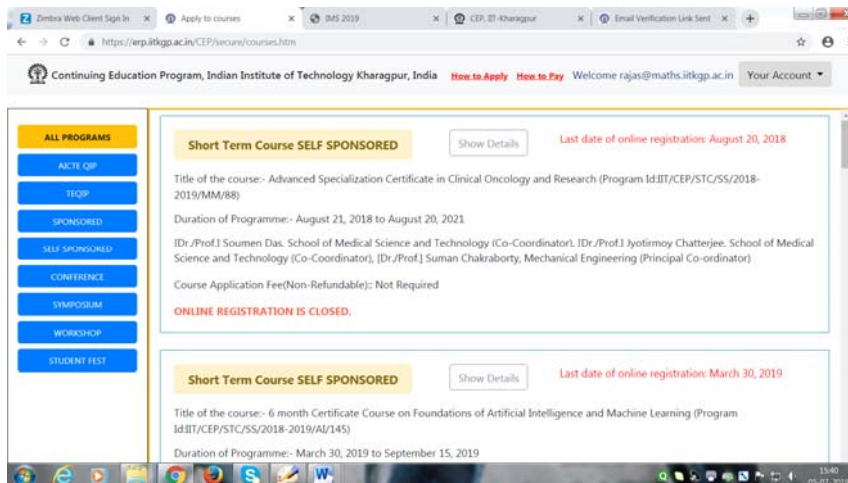 Zimbra Web Client Sign In
Apply to courses
IMS 2019
CEP, IIT-Kharagpur
Email Verification Link Sent
https://erp.iitkgp.ac.in/CEP/secure/courses.htm
Continuing Education Program, Indian Institute of Technology Kharagpur, India How to Apply How to Pay Welcome rajas@maths.iitkgp.ac.in Your Account
ALL PROGRAMS
AICTE QIP
TEQIP
SPONSORED
SELF SPONSORED
CONFERENCE
SYMPOSIUM
WORKSHOP
STUDENT FEST
Short Term Course SELF SPONSORED Show Details Last date of online registration: August 20, 2018
Title of the course:- Advanced Specialization Certificate in Clinical Oncology and Research (Program Id:IIT/CEP/STC/SS/2018-
2019/MM/88)
Duration of Programme:- August 21, 2018 to August 20, 2021
[Dr./Prof.] Soumen Das, School of Medical Science and Technology (Co-Coordinator), [Dr./Prof.] Jyotirmoy Chatterjee, School of Medical
Science and Technology (Co-Coordinator), [Dr./Prof.] Suman Chakraborty, Mechanical Engineering (Principal Co-ordinator)
Course Application Fee(Non-Refundable):: Not Required
ONLINE REGISTRATION IS CLOSED.
Short Term Course SELF SPONSORED Show Details Last date of online registration: March 30, 2019
Title of the course:- 6 month Certificate Course on Foundations of Artificial Intelligence and Machine Learning (Program
Id:IIT/CEP/STC/SS/2018-2019/AI/145)
Duration of Programme:- March 30, 2019 to September 15, 2019
15:40
05-07-2019